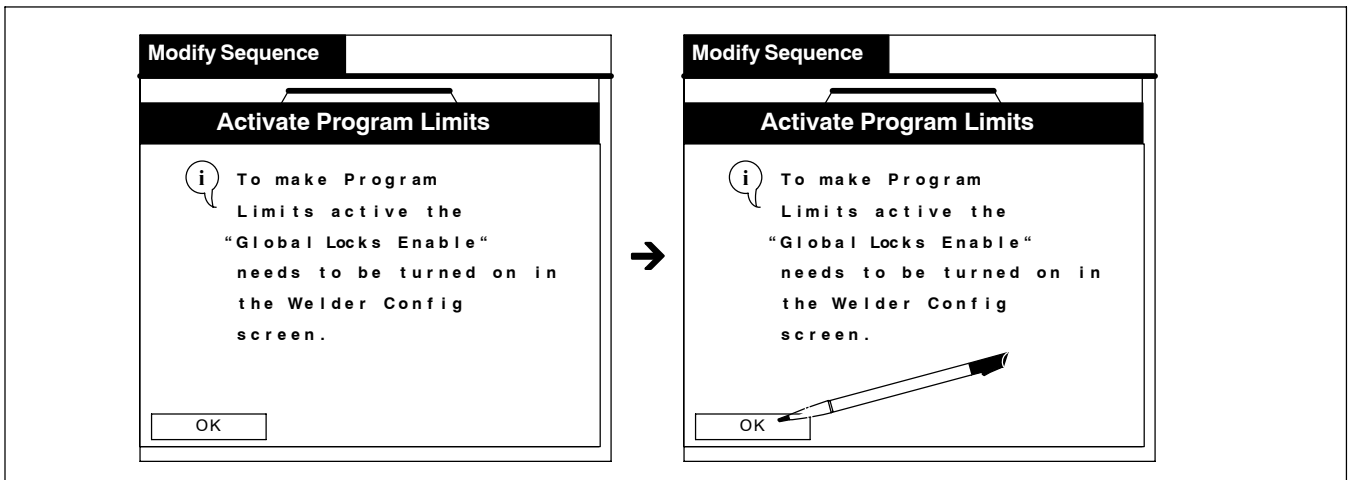 Modify Sequence
Activate Program Limits
i
To make Program
Limits active the
“Global Locks Enable“
needs to be turned on in
the Welder Config
screen.
OK
Modify Sequence
Activate Program Limits
i
To make Program
Limits active the
“Global Locks Enable“
needs to be turned on in
the Welder Config
screen.
OK